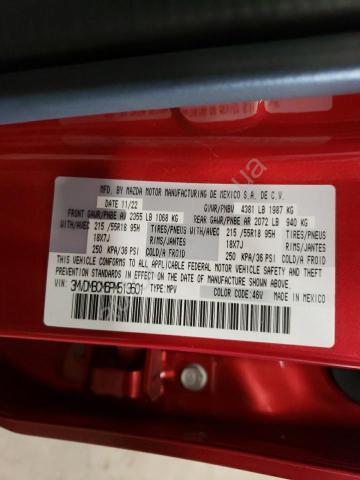 MFD. BY MAZDA MOTOR MANUFACTURING DE MEXICO S.A. DE C.V.
DATE 11/22 GVWR/PNBV 4381 LB 1987 KG
FRONT GAWR/PNBE AV 2355 LB 1068 KG REAR GAWR/PNBE AR 2072 LB 940 KG
WITH/AVEC 215/55R18 95H TIRES/PNEUS WITH/AVEC 215/55R18 95H TIRES/PNEUS
18X7J RIMS/JANTES 18X7J RIMS/JANTES
250 KPA/36 PSI A FROID/COLD 250 KPA/36 PSI COLD/A FROID
THIS VEHICLE CONFORMS TO ALL APPLICABLE FEDERAL MOTOR VEHICLE SAFETY AND
STANDARDS IN EFFECT ON THE DATE OF MANUFACTURE SHOWN ABOVE.
VIN: TYPE:MPV COLOR CODE:46V MADE IN MEXICO